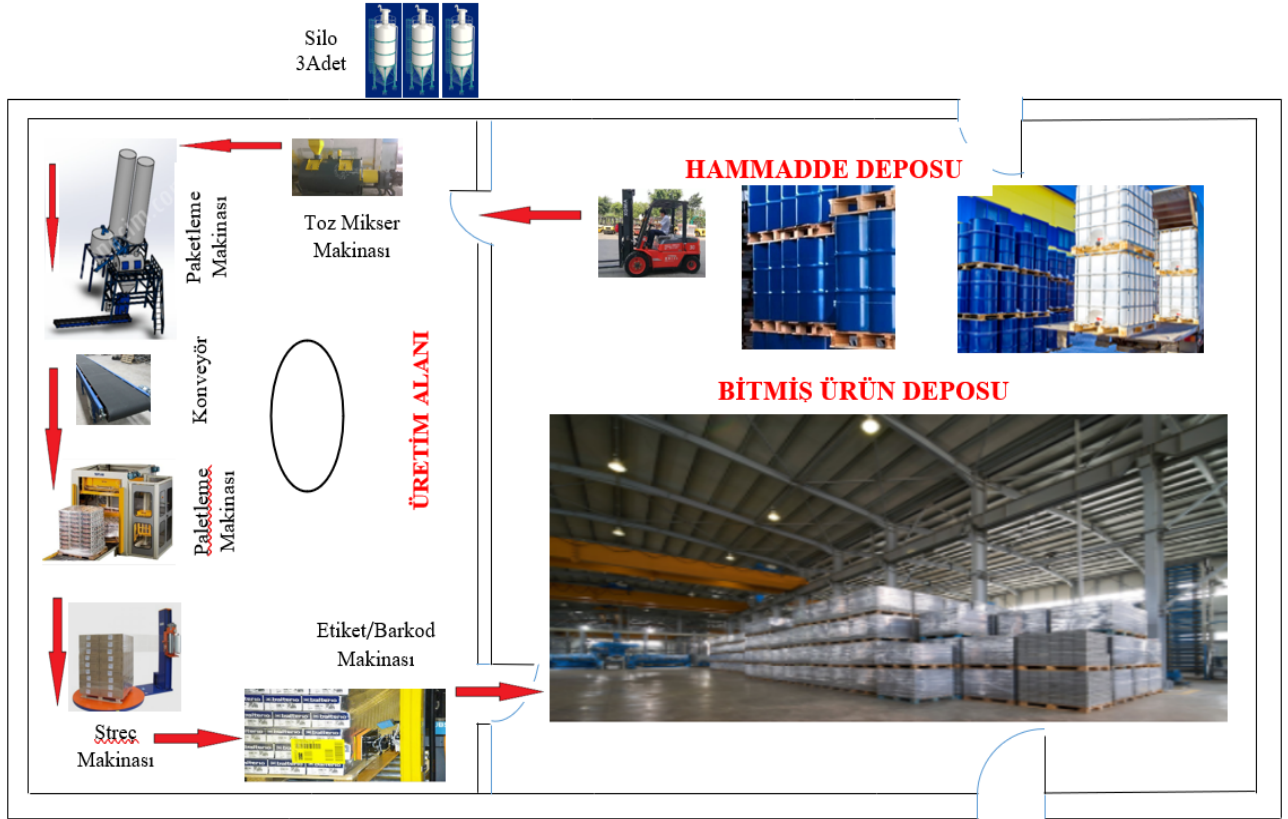 Silo
3Adet
HAMMADDE DEPOSU
Toz Mikser
Makinası
Paketleme
Makinası
Konveyör
ÜRETİM ALANI
BİTMİŞ ÜRÜN DEPOSU
Paletleme
Makinası
Etiket/Barkod
Makinası
Streç
Makinası